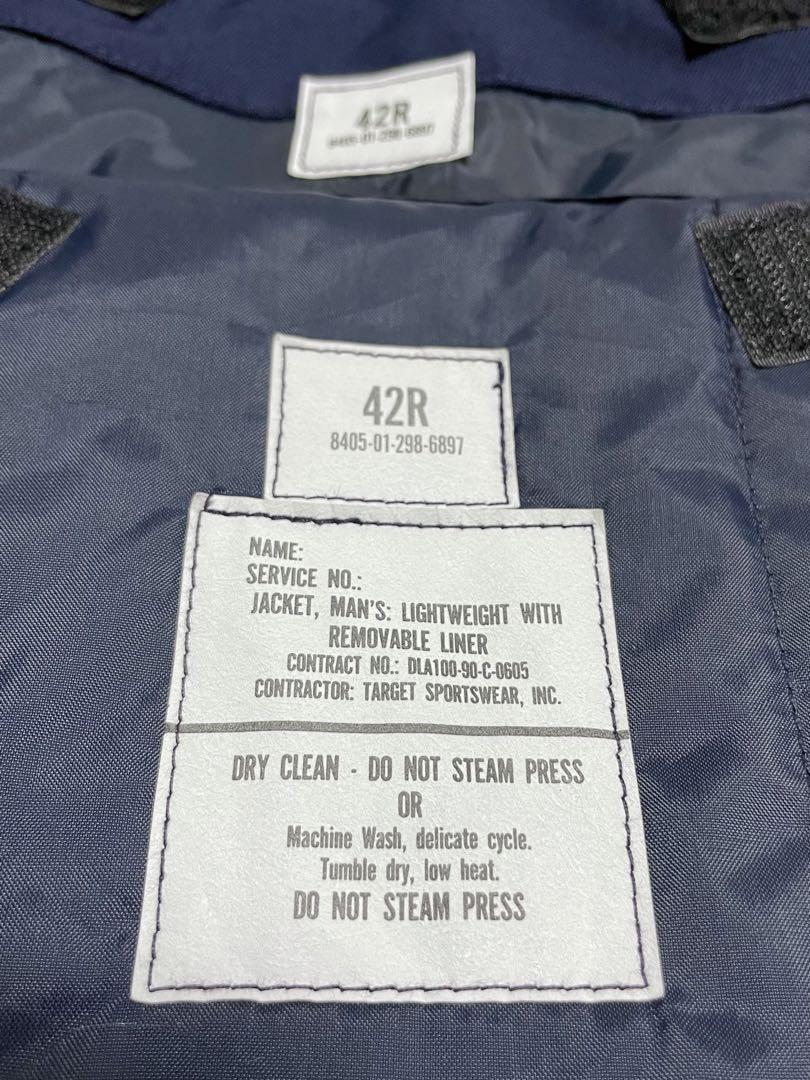 42R
8405-01-298-6897
42R
8405-01-298-6897
NAME:
SERVICE NO.:
JACKET, MAN'S: LIGHTWEIGHT WITH
REMOVABLE LINER
CONTRACT NO.: DLA100-90-C-0605
CONTRACTOR: TARGET SPORTSWEAR, INC.
DRY CLEAN - DO NOT STEAM PRESS
OR
Machine Wash, delicate cycle.
Tumble dry, low heat.
DO NOT STEAM PRESS